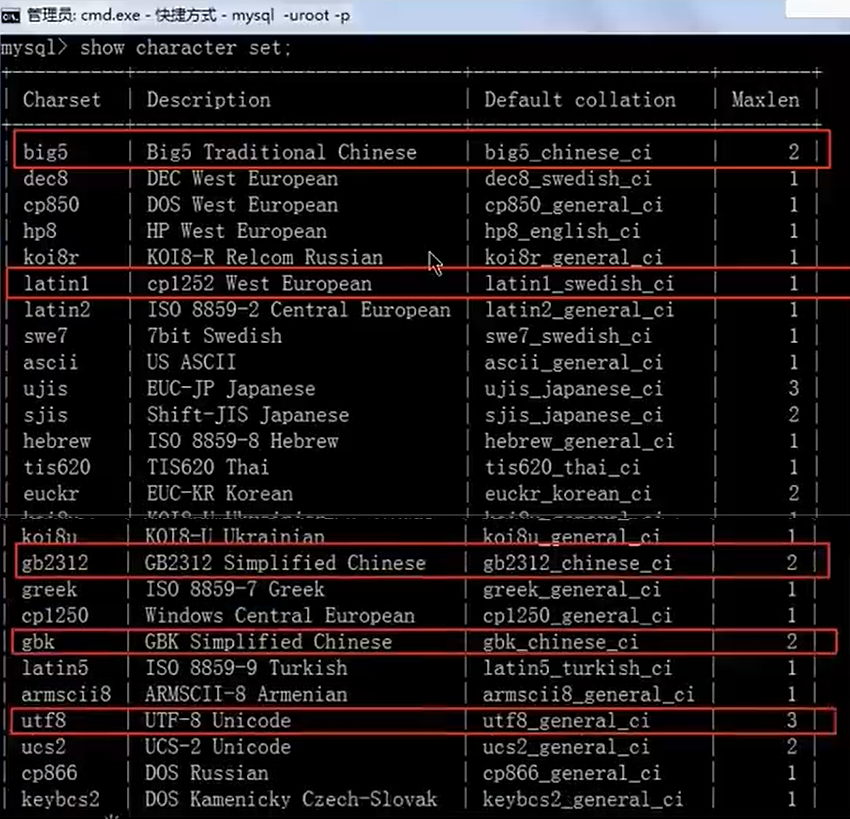 管理员: cmd.exe - 快捷方式 - mysql -uroot -p
mysql> show character set;
| Charset | Description | Default collation | Maxlen |
| big5 | Big5 Traditional Chinese | big5_chinese_ci | 2 |
| dec8 | DEC West European | dec8_swedish_ci | 1 |
| cp850 | DOS West European | cp850_general_ci | 1 |
| hp8 | HP West European | hp8_english_ci | 1 |
| koi8r | KOI8-R Relcom Russian | koi8r_general_ci | 1 |
| latin1 | cp1252 West European | latin1_swedish_ci | 1 |
| latin2 | ISO 8859-2 Central European | latin2_general_ci | 1 |
| swe7 | 7bit Swedish | swe7_swedish_ci | 1 |
| ascii | US ASCII | ascii_general_ci | 1 |
| ujis | EUC-JP Japanese | ujis_japanese_ci | 3 |
| sjis | Shift-JIS Japanese | sjis_japanese_ci | 2 |
| hebrew | ISO 8859-8 Hebrew | hebrew_general_ci | 1 |
| tis620 | TIS620 Thai | tis620_thai_ci | 1 |
| euckr | EUC-KR Korean | euckr_korean_ci | 2 |
| koi8u | KOI8-U Ukrainian | koi8u_general_ci | 1 |
| gb2312 | GB2312 Simplified Chinese | gb2312_chinese_ci | 2 |
| greek | ISO 8859-7 Greek | greek_general_ci | 1 |
| cp1250 | Windows Central European | cp1250_general_ci | 1 |
| gbk | GBK Simplified Chinese | gbk_chinese_ci | 2 |
| latin5 | ISO 8859-9 Turkish | latin5_turkish_ci | 1 |
| armscii8 | ARMSCII-8 Armenian | armscii8_general_ci | 1 |
| utf8 | UTF-8 Unicode | utf8_general_ci | 3 |
| ucs2 | UCS-2 Unicode | ucs2_general_ci | 2 |
| cp866 | DOS Russian | cp866_general_ci | 1 |
| keybcs2 | DOS Kamenicky Czech-Slovak | keybcs2_general_ci | 1 |